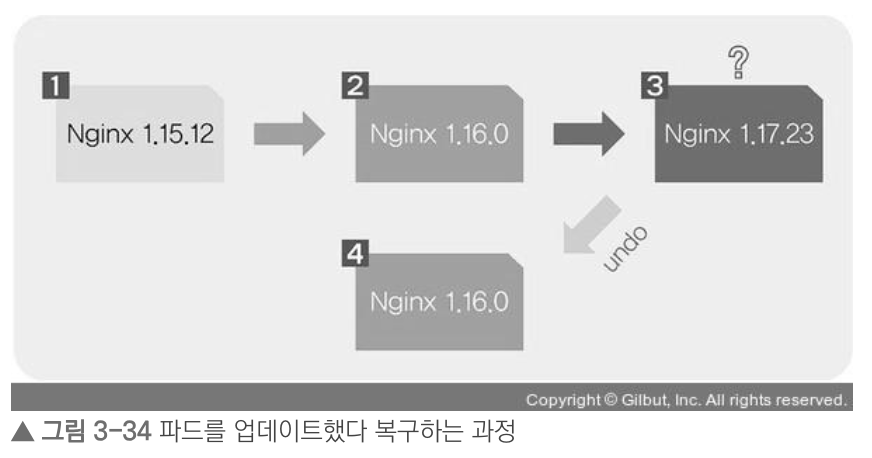 ?
1
Nginx 1.15.12
2
Nginx 1.16.0
3
Nginx 1.17.23
undo
4
Nginx 1.16.0
Copyright © Gilbut, Inc. All rights reserved.
▲ 그림 3-34 파드를 업데이트했다 복구하는 과정